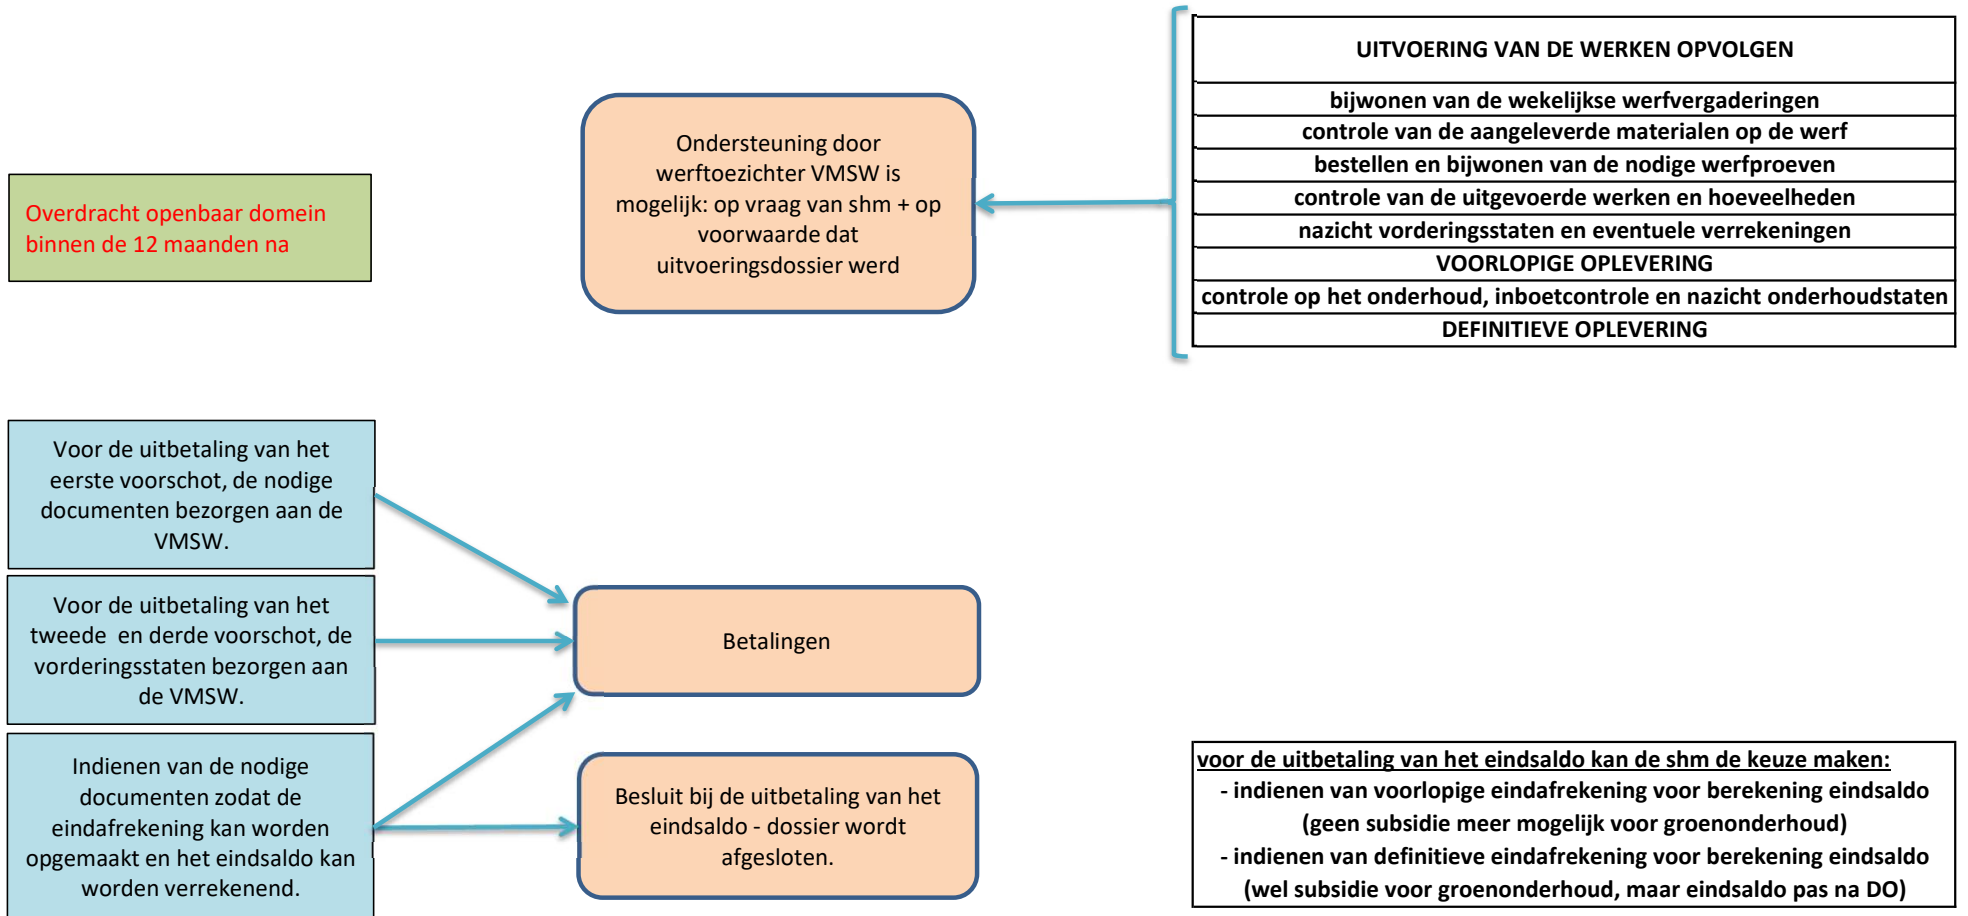 UITVOERING VAN DE WERKEN OPVOLGEN
bijwonen van de wekelijkse werfvergaderingen
controle van de aangeleverde materialen op de werf
bestellen en bijwonen van de nodige werfproeven
controle van de uitgevoerde werken en hoeveelheden
nazicht vorderingsstaten en eventuele verrekeningen
VOORLOPIGE OPLEVERING
controle op het onderhoud, inboetcontrole en nazicht onderhoudstaten
DEFINITIEVE OPLEVERING
Ondersteuning door
werftoezichter VMSW is
mogelijk: op vraag van shm + op
voorwaarde dat
uitvoeringsdossier werd
Overdracht openbaar domein
binnen de 12 maanden na
Voor de uitbetaling van het
eerste voorschot, de nodige
documenten bezorgen aan de
VMSW.
Voor de uitbetaling van het
tweede  en derde voorschot, de
vorderingsstaten bezorgen aan
de VMSW.
Betalingen
Indienen van de nodige
documenten zodat de
eindafrekening kan worden
opgemaakt en het eindsaldo kan
worden verrekenend.
Besluit bij de uitbetaling van het
eindsaldo - dossier wordt
afgesloten.
voor de uitbetaling van het eindsaldo kan de shm de keuze maken:
- indienen van voorlopige eindafrekening voor berekening eindsaldo
(geen subsidie meer mogelijk voor groenonderhoud)
- indienen van definitieve eindafrekening voor berekening eindsaldo
(wel subsidie voor groenonderhoud, maar eindsaldo pas na DO)